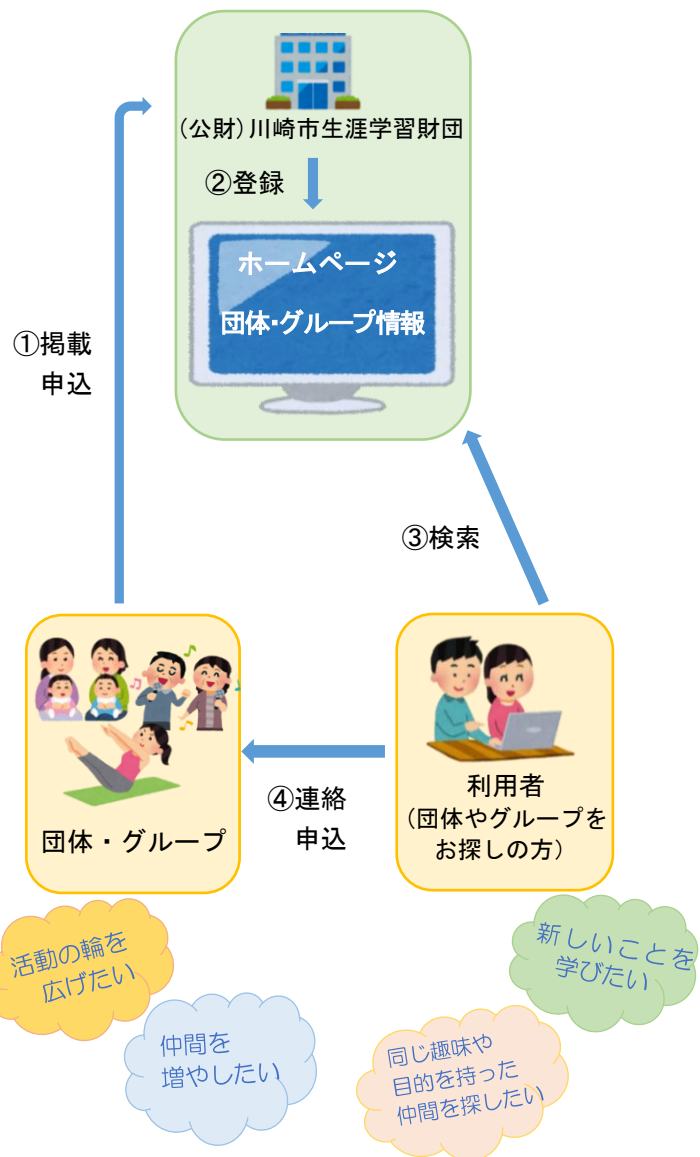 (公財)川崎市生涯学習財団
②登録
ホームページ
団体・グループ情報
①掲載
申込
③検索
団体・グループ
④連絡
申込
利用者
(団体やグループを
お探しの方)
活動の輪を
広げたい
仲間を
増やしたい
同じ趣味や
目的を持った
仲間を探したい
新しいことを
学びたい